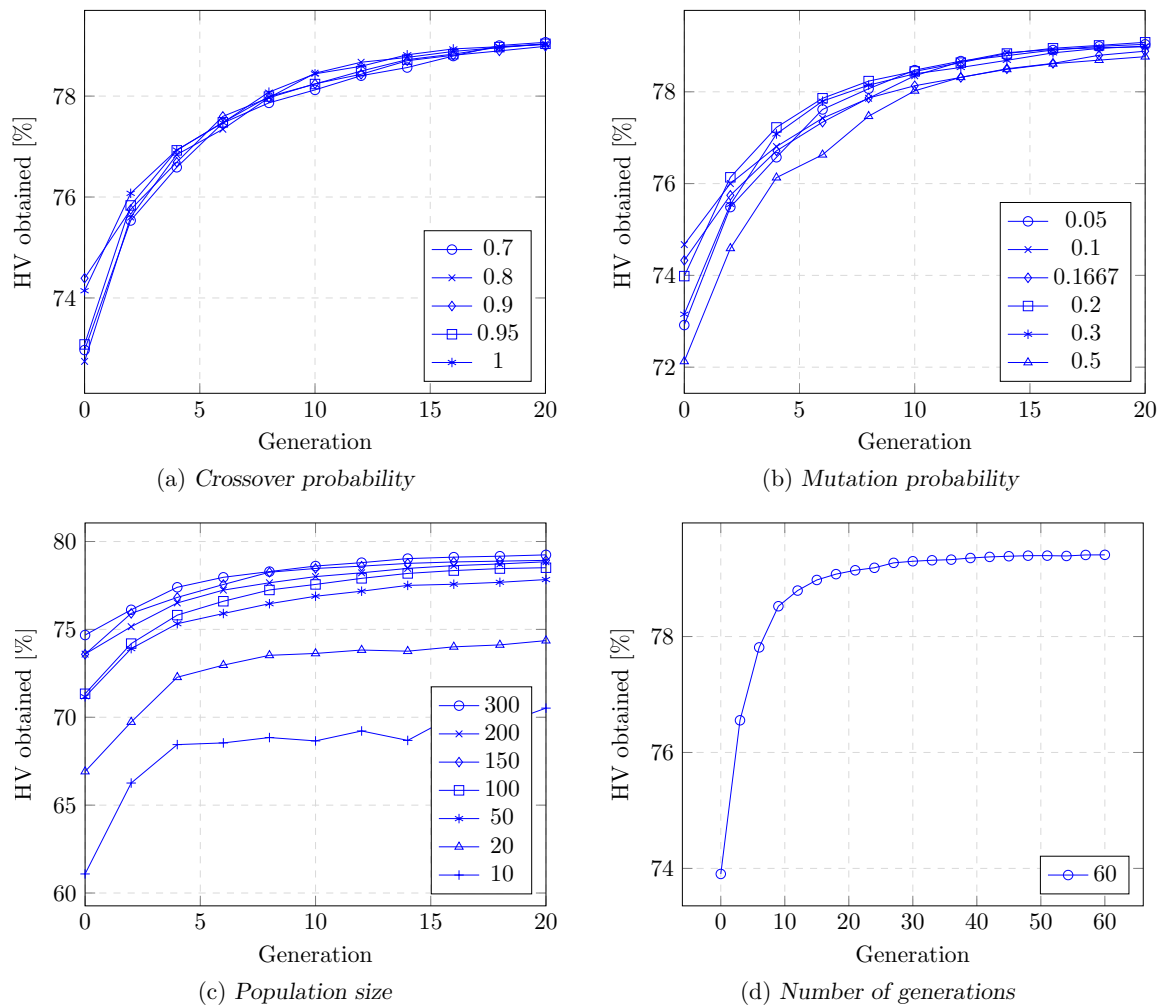 HV obtained [%]
78
76
74
0.7
0.8
0.9
0.95
1
0 5 10 15 20
Generation
(a) Crossover probability
HV obtained [%]
78
76
74
72
0.05
0.1
0.1667
0.2
0.3
0.5
0 5 10 15 20
Generation
(b) Mutation probability
HV obtained [%]
80
75
70
65
60
300
200
150
100
50
20
10
0 5 10 15 20
Generation
(c) Population size
HV obtained [%]
78
76
74
60
0 10 20 30 40 50 60
Generation
(d) Number of generations